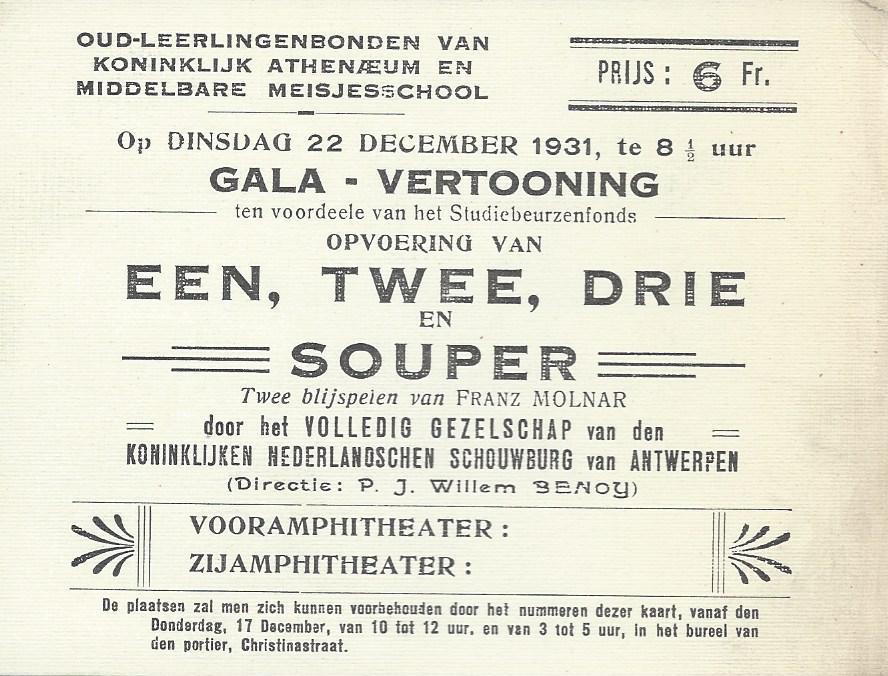 OUD-LEERLINGENBONDEN VAN
KONINKLIJK ATHENÆUM EN
MIDDELBARE MEISJESSCHOOL
PRIJS: 6 Fr.
Op DINSDAG 22 DECEMBER 1931, te 8 ½ uur
GALA - VERTOONING
ten voordeele van het Studiebeurzenfonds
OPVOERING VAN
EEN, TWEE, DRIE
EN
SOUPER
Twee blijspelen van FRANZ MOLNAR
door het VOLLEDIG GEZELSCHAP van den
KONINKLIJKEN NEDERLANDSCHEN SCHOUWBURG van ANTWERPEN
(Directie: P. J. Willem BENOY)
VOORAMPHITHEATER :
ZIJAMPHITHEATER :
De plaatsen zal men zich kunnen voorbehouden door het nummeren dezer kaart, vanaf den
Donderdag, 17 December, van 10 tot 12 uur. en van 3 tot 5 uur, in het bureel van
den portier, Christinastraat.